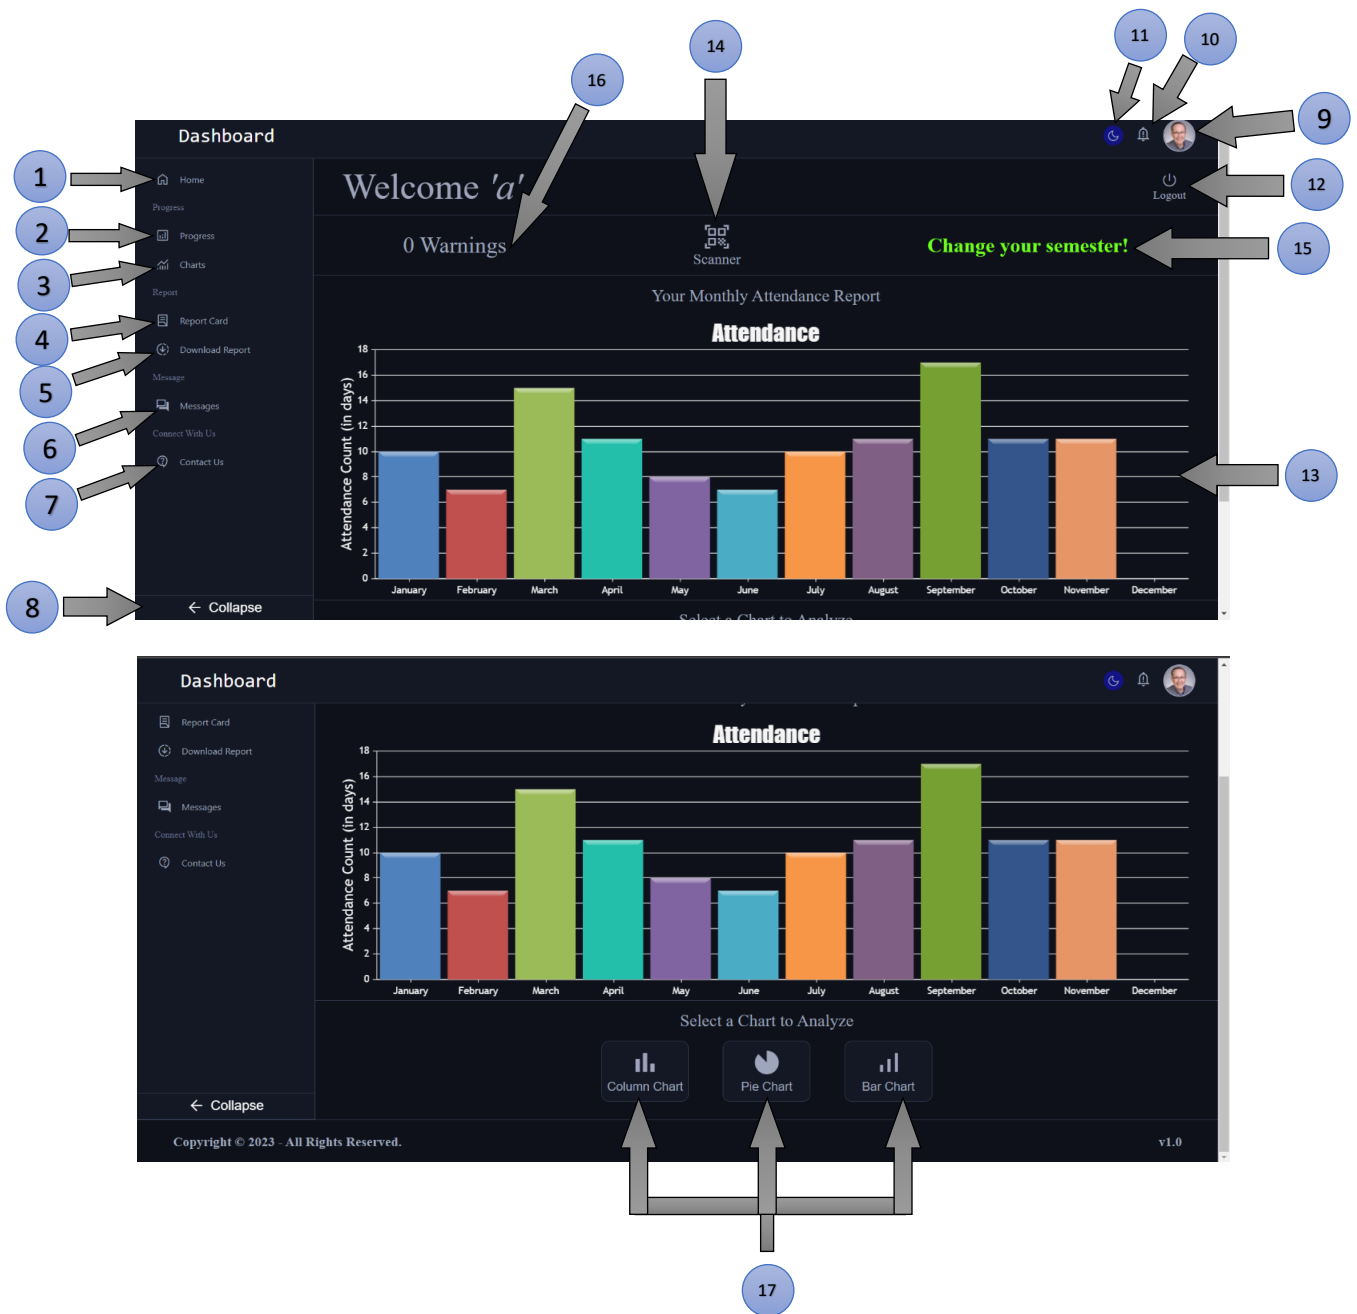 14
11
10
16
9
Dashboard
1
Home
Welcome 'a'
Logout
12
Progress
2
Progress
0 Warnings
Scanner
Change your semester!
15
3
Charts
Report
Your Monthly Attendance Report
4
Report Card
Attendance
5
Download Report
Message
6
Messages
Connect With Us
7
Contact Us
Attendance Count (in days)
18
16
14
12
10
8
6
4
2
0
13
January February March April May June July August September October November December
8
← Collapse
Select a Chart to Analyze
Dashboard
Report Card
Download Report
Message
Messages
Connect With Us
Contact Us
Attendance
Attendance Count (in days)
18
16
14
12
10
8
6
4
2
0
January February March April May June July August September October November December
Select a Chart to Analyze
Column Chart
Pie Chart
Bar Chart
← Collapse
Copyright © 2023 - All Rights Reserved.
v1.0
17